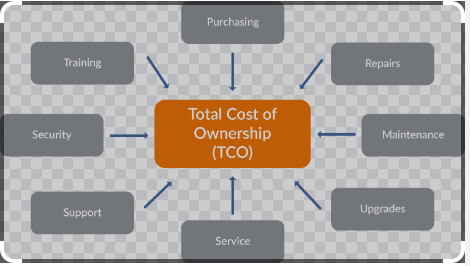 Purchasing
Training
Repairs
Total Cost of
Ownership
(TCO)
Security
Maintenance
Support
Upgrades
Service